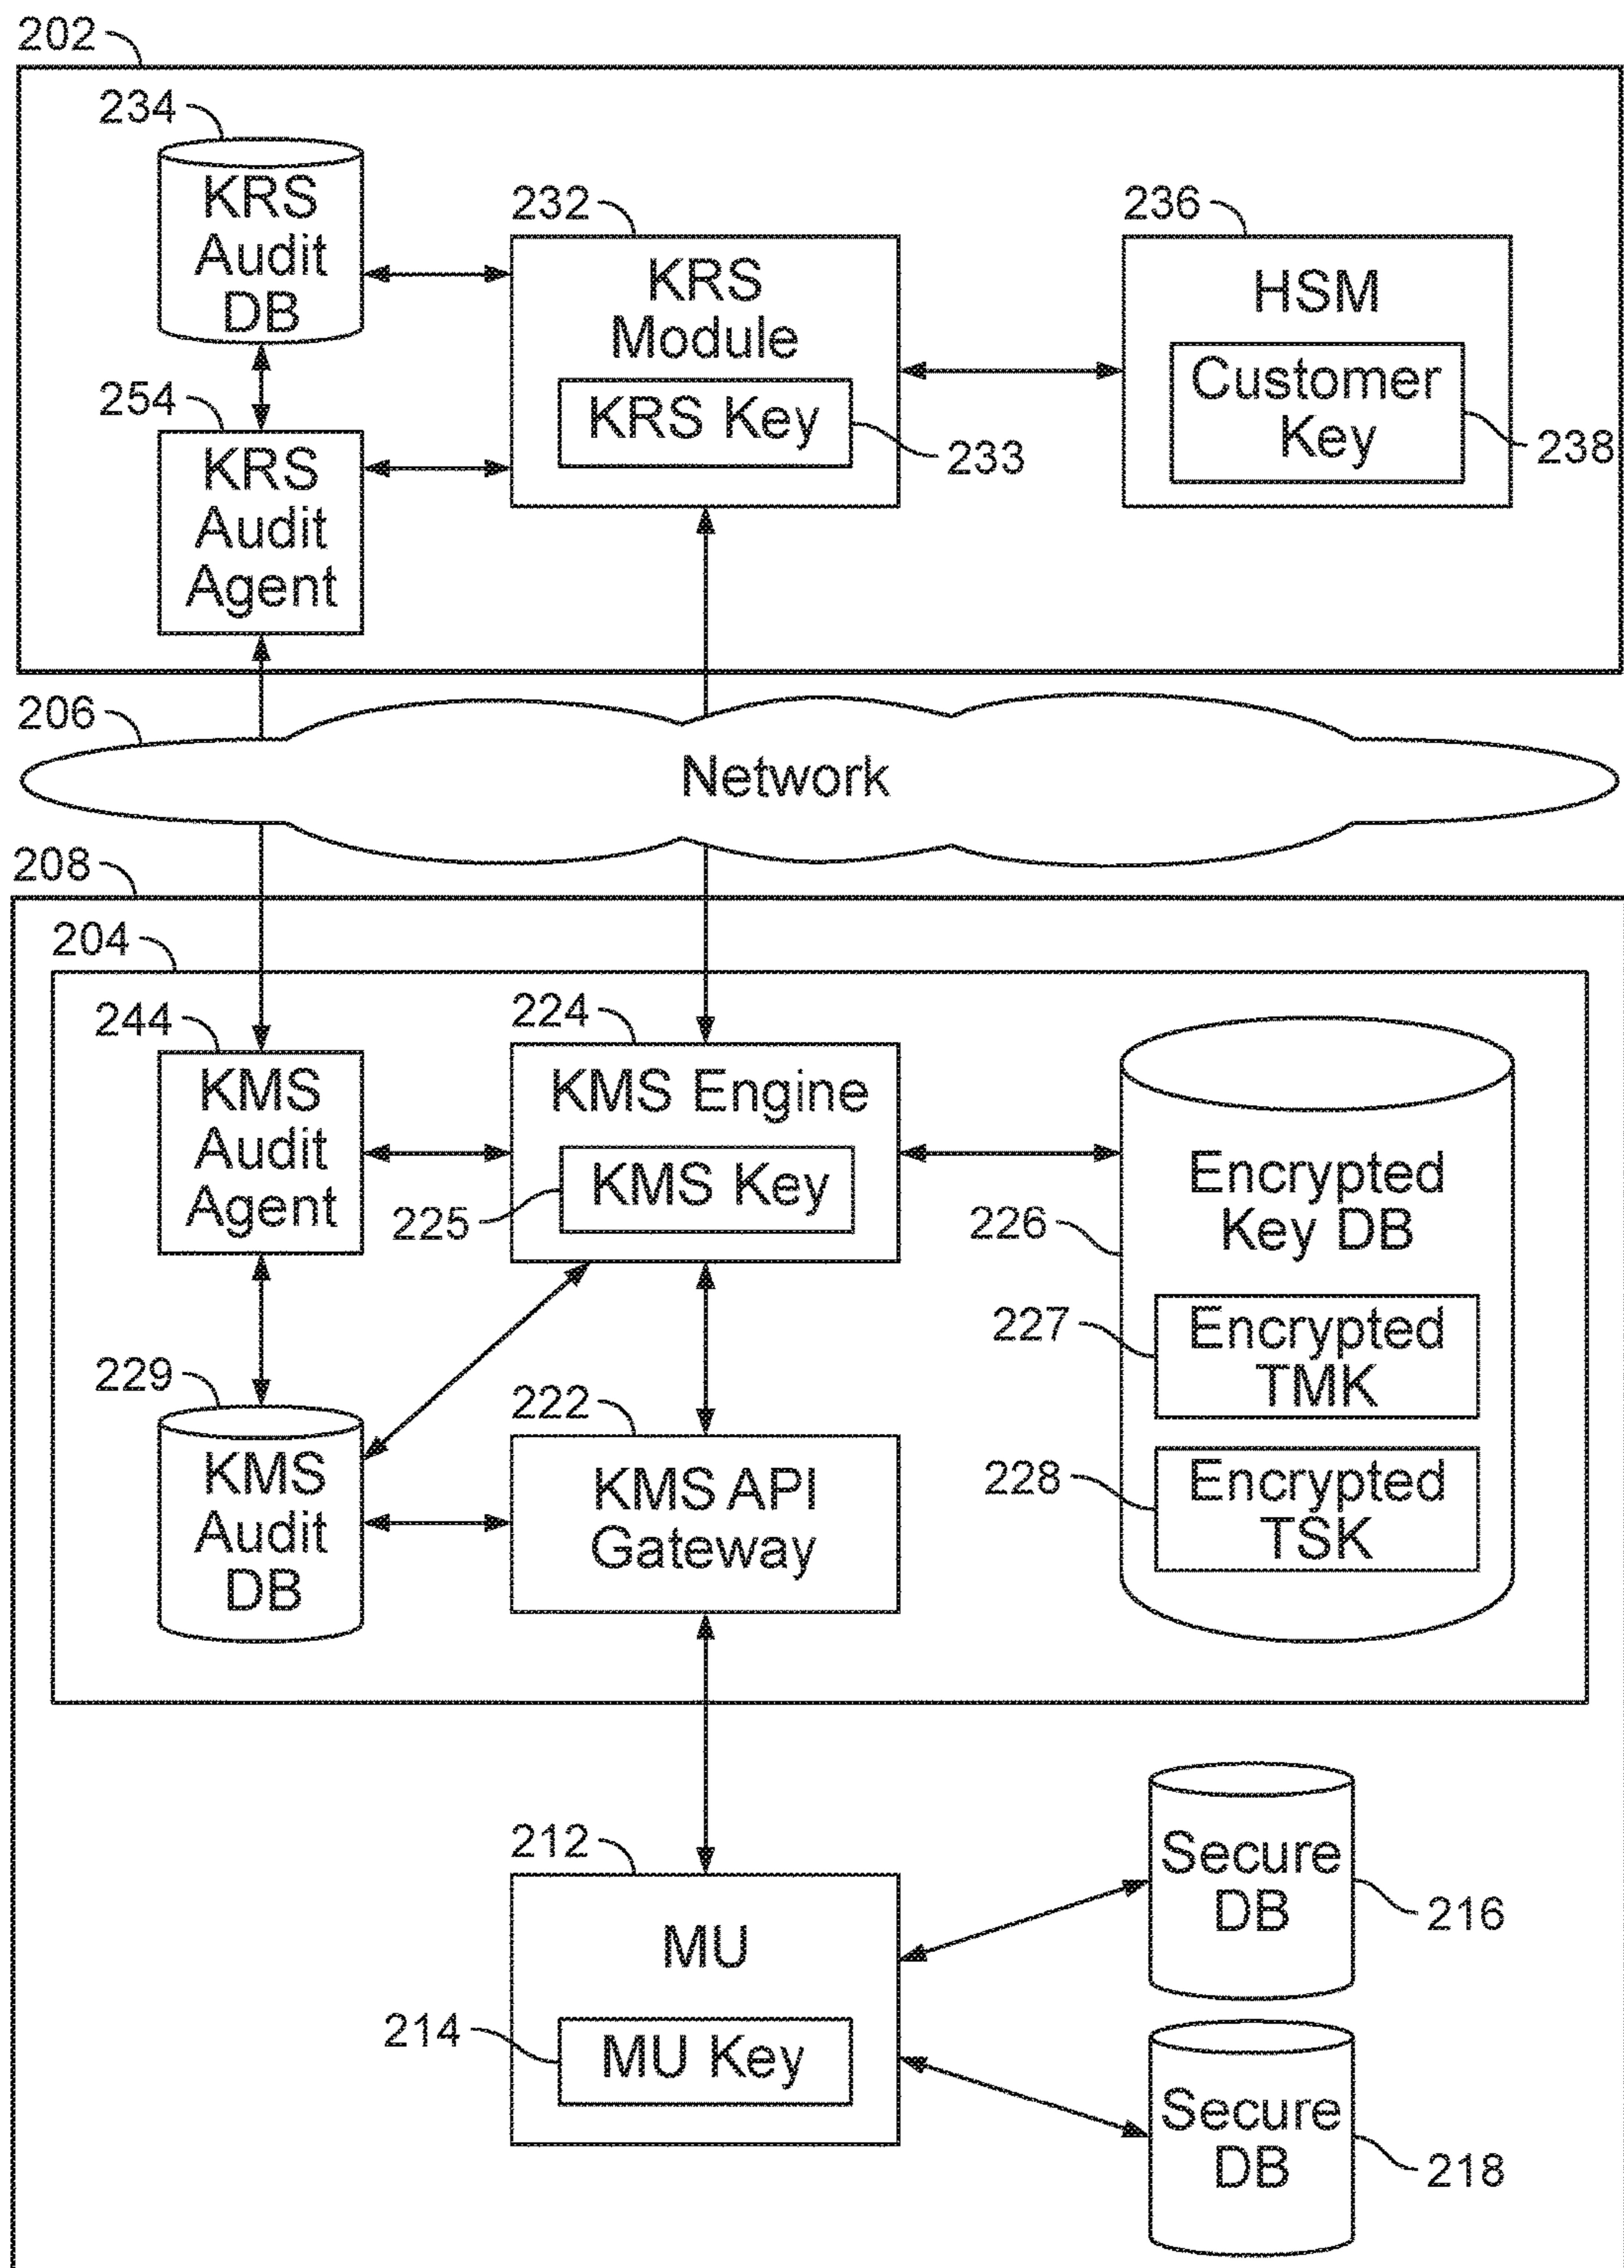 202
234
KRS
Audit
DB
232
KRS
Module
KRS Key
233
236
HSM
Customer
Key
238
254
KRS
Audit
Agent
206
Network
208
204
244
KMS
Audit
Agent
224
KMS Engine
KMS Key
225
226
Encrypted
Key DB
227
Encrypted
TMK
228
Encrypted
TSK
229
KMS
Audit
DB
222
KMS API
Gateway
212
MU
214
MU Key
Secure
DB
216
Secure
DB
218